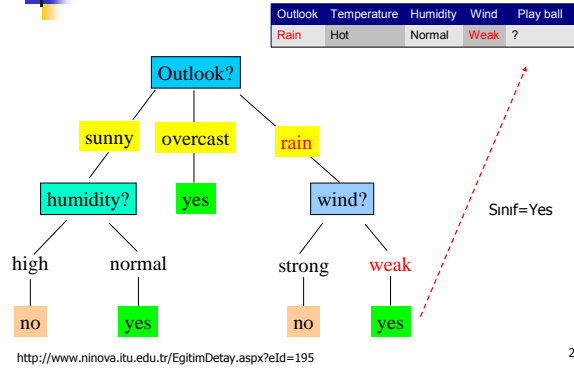 Outlook Temperature Humidity Wind Play ball
Rain Hot Normal Weak ?
Outlook?
sunny overcast rain
humidity? yes wind?
Sınıf=Yes
high normal strong weak
no yes no yes
http://www.ninova.itu.edu.tr/EgitimDetay.aspx?eId=195
2